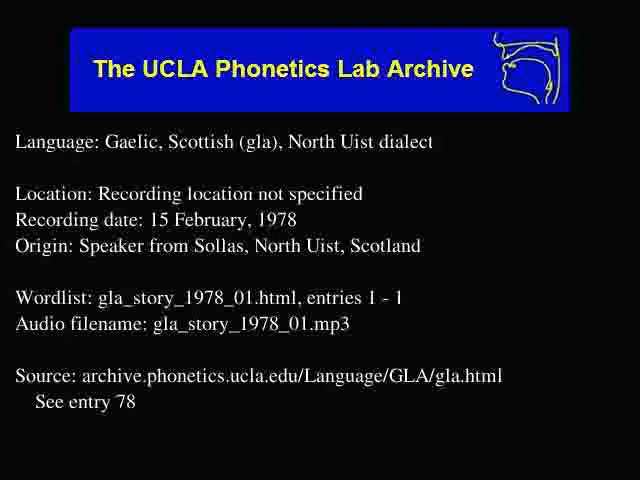 The UCLA Phonetics Lab Archive
Language: Gaelic, Scottish (gla), North Uist dialect
Location: Recording location not specified
Recording date: 15 February, 1978
Origin: Speaker from Sollas, North Uist, Scotland
Wordlist: gla_story_1978_01.html, entries 1 - 1
Audio filename: gla_story_1978_01.mp3
Source: archive.phonetics.ucla.edu/Language/GLA/gla.html
See entry 78